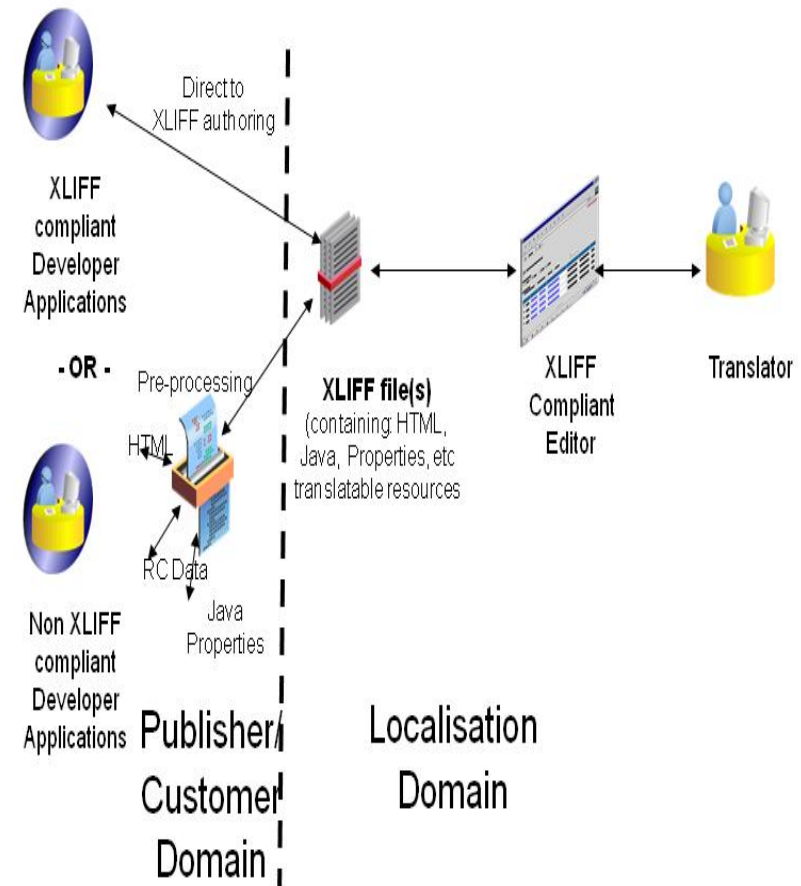 Direct to
XLIFF authoring
XLIFF
compliant
Developer
Applications
- OR -
Pre-processing
HTML
RC Data
Java
Properties
Non XLIFF
compliant
Developer
Applications
XLIFF file(s)
(containing: HTML,
Java, Properties, etc
translatable resources
XLIFF
Compliant
Editor
Translator
Publisher/
Customer
Domain
Localisation
Domain